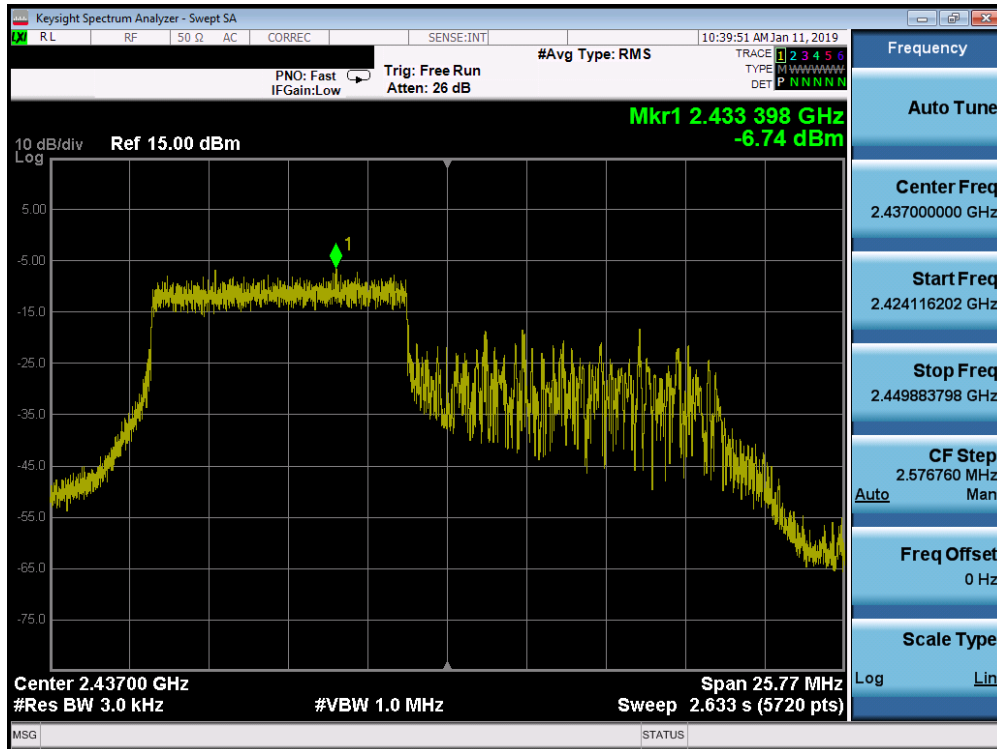 Keysight Spectrum Analyzer - Swept SA
LXI RL RF 50 Ω AC CORREC SENSE:INT 10:39:51 AM Jan 11, 2019
#Avg Type: RMS
TRACE 1 2 3 4 5 6
TYPE M WWWWW
DET P N N N N N
PNO: Fast
IFGain:Low
Trig: Free Run
Atten: 26 dB
Mkr1 2.433 398 GHz
-6.74 dBm
10 dB/div
Log
Ref 15.00 dBm
1
5.00
-5.00
-15.0
-25.0
-35.0
-45.0
-55.0
-65.0
-75.0
Center 2.43700 GHz
Span 25.77 MHz
#Res BW 3.0 kHz
#VBW 1.0 MHz
Sweep 2.633 s (5720 pts)
MSG
STATUS
Frequency
Auto Tune
Center Freq
2.437000000 GHz
Start Freq
2.424116202 GHz
Stop Freq
2.449883798 GHz
CF Step
2.576760 MHz
Auto Man
Freq Offset
0 Hz
Scale Type
Log Lin